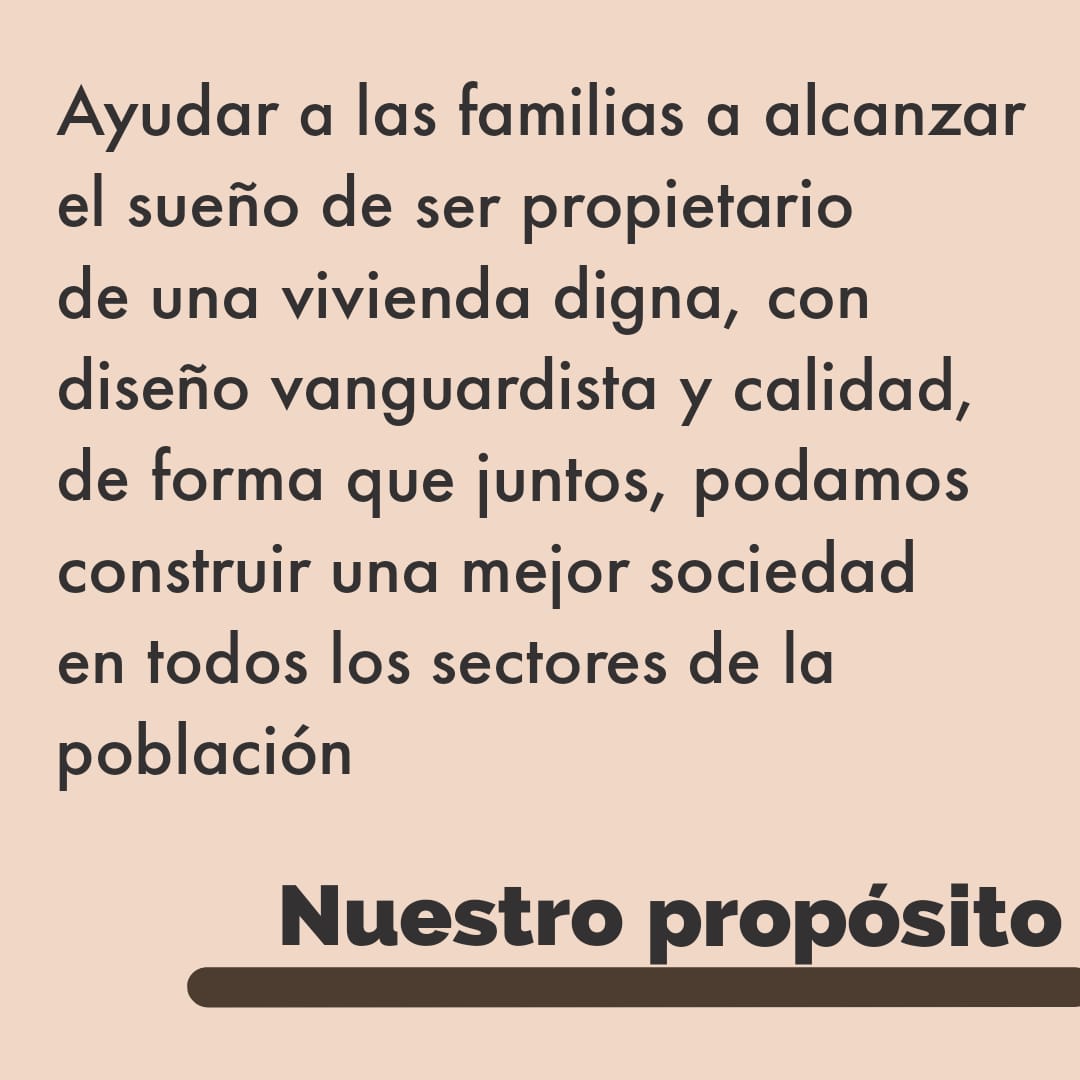 Ayudar a las familias a alcanzar
el sueño de ser propietario
de una vivienda digna, con
diseño vanguardista y calidad,
de forma que juntos, podamos
construir una mejor sociedad
en todos los sectores de la
población
Nuestro propósito